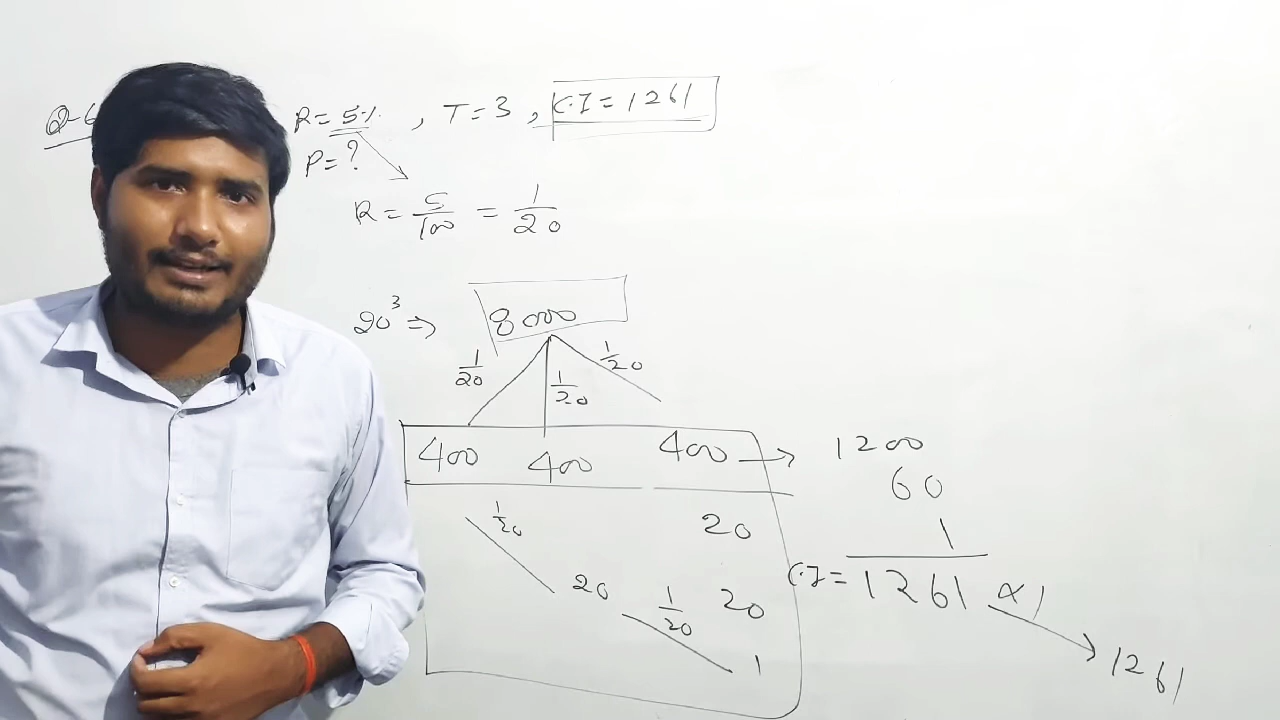 Q-6 R=5%, T=3, C.I=1261
P=?
R=5/100=1/20
20³⇒ 8000
1/20 1/20 1/20
400 400 400 → 1200
60
1/20 20 1
C.I=1261×1
20 1/20 20
1 1261